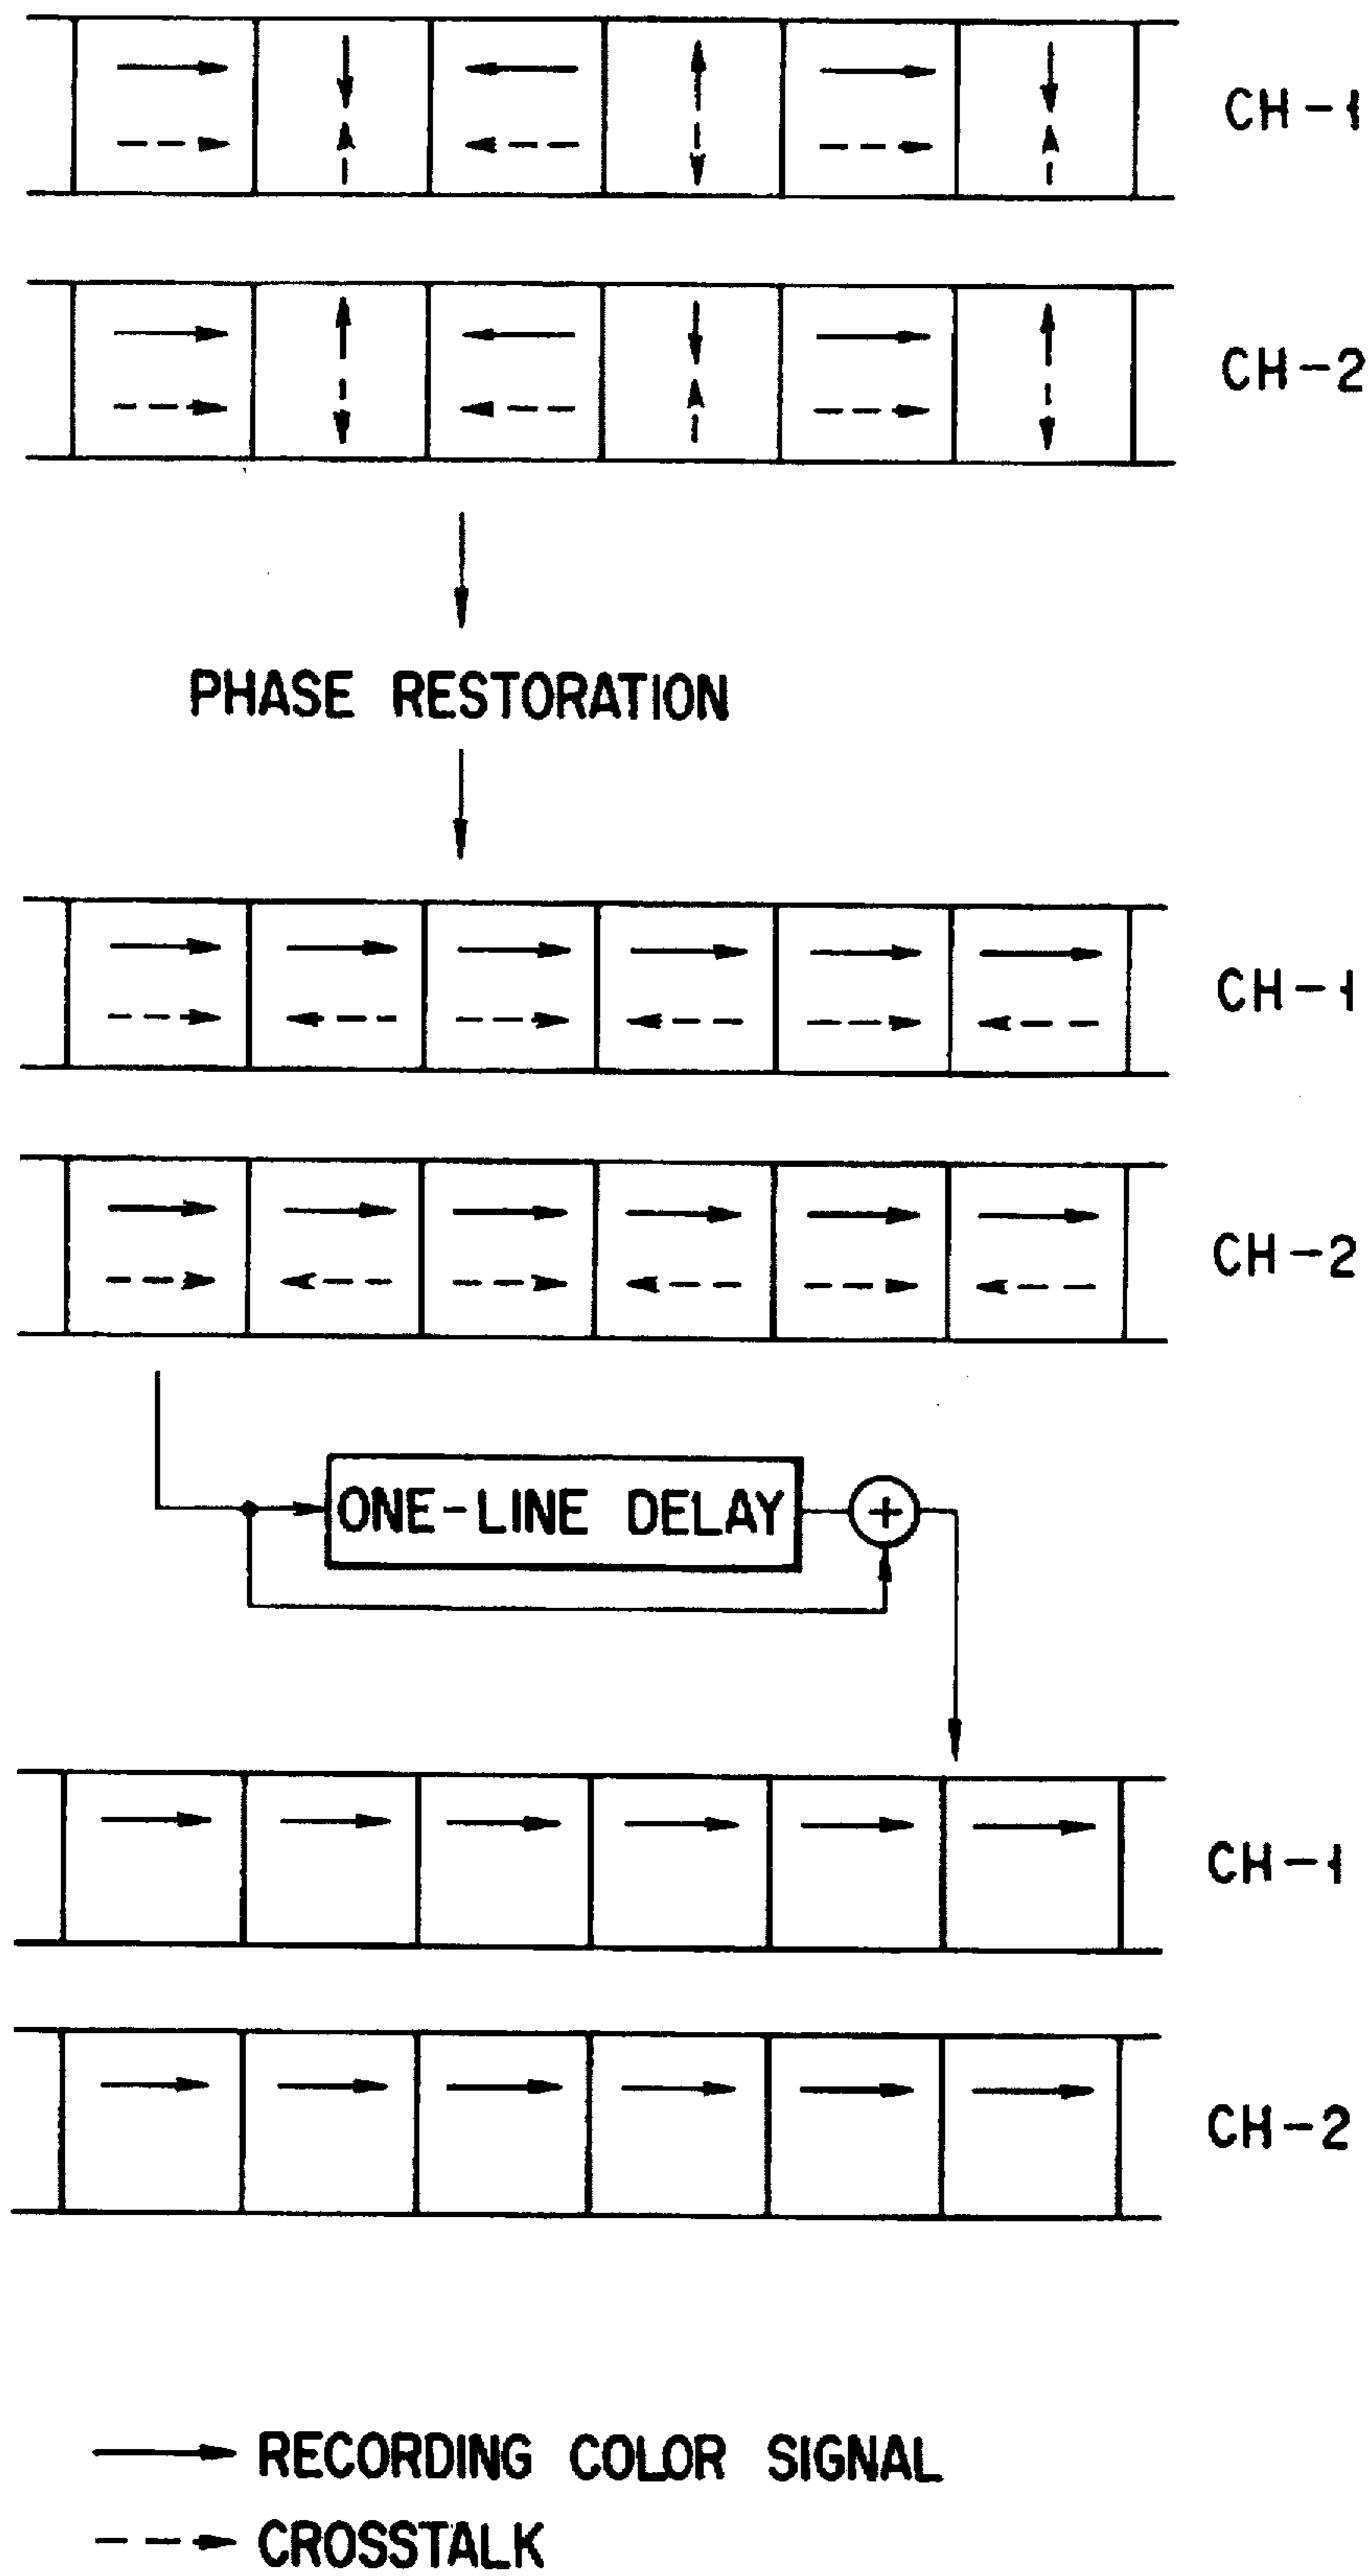 CH-1
CH-2
PHASE RESTORATION
CH-1
CH-2
ONE-LINE DELAY
+
CH-1
CH-2
RECORDING COLOR SIGNAL
CROSSTALK